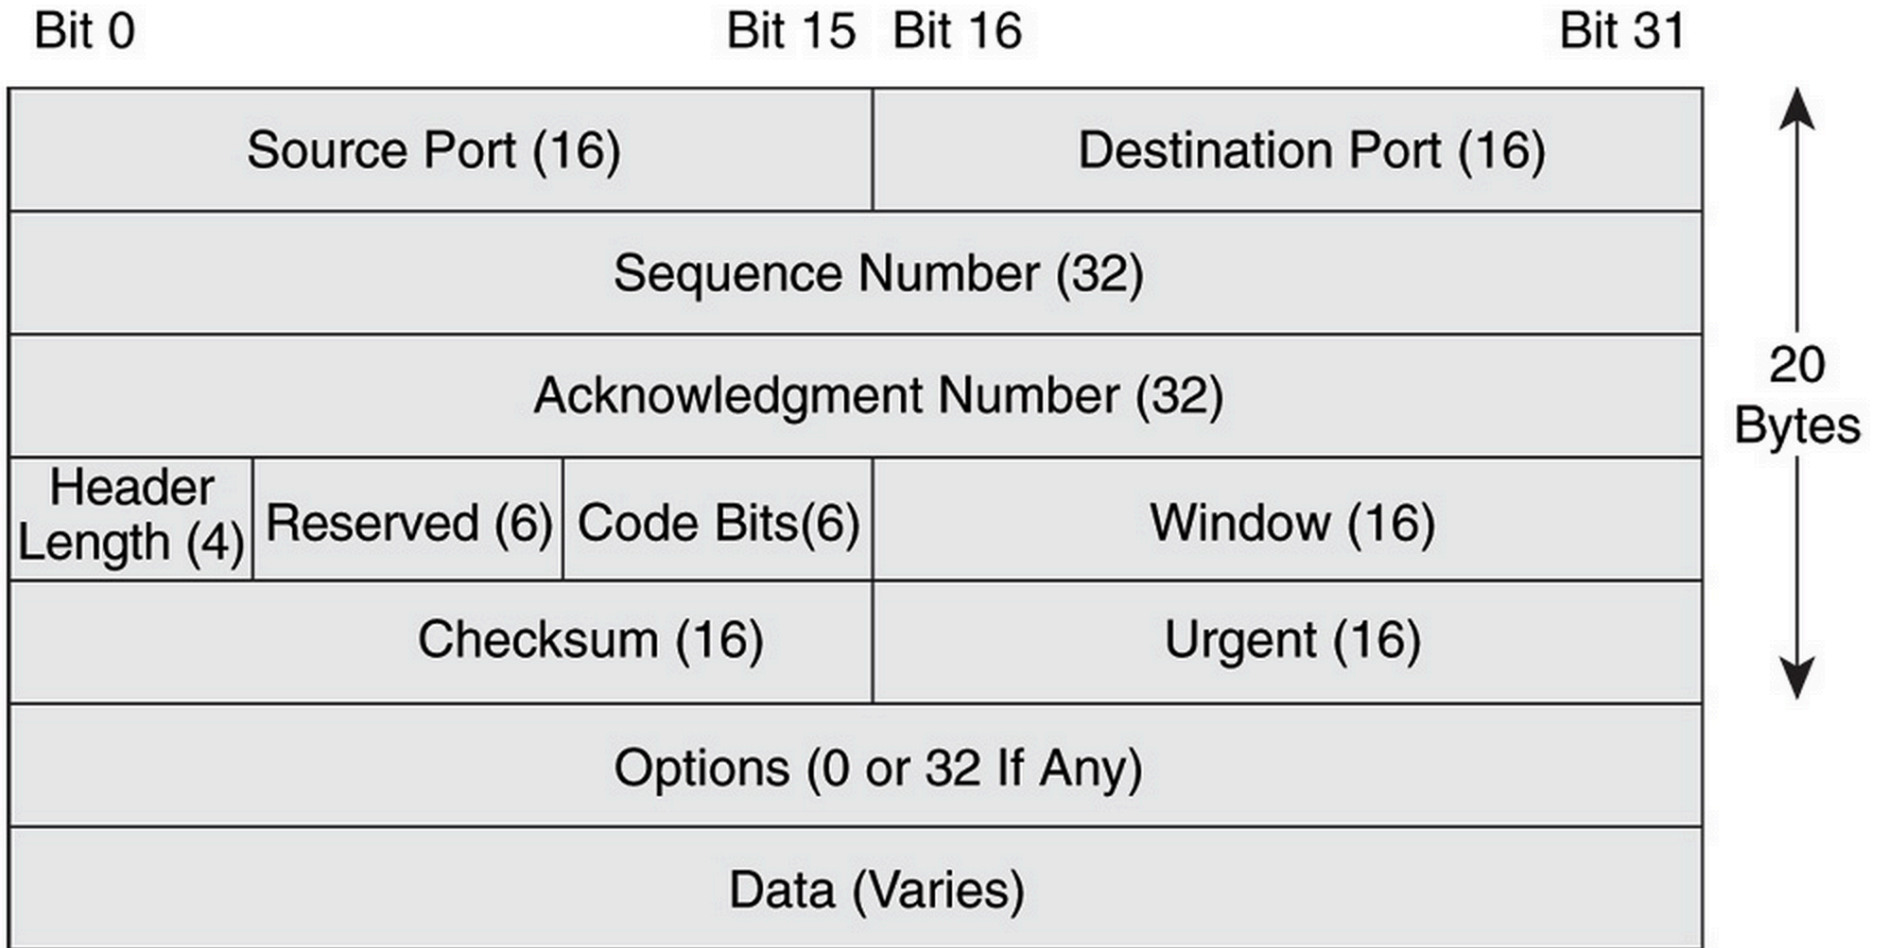 Bit 0 Bit 15 Bit 16 Bit 31
Source Port (16) Destination Port (16)
Sequence Number (32)
Acknowledgment Number (32)
20
Bytes
Header
Length (4) Reserved (6) Code Bits(6) Window (16)
Checksum (16) Urgent (16)
Options (0 or 32 If Any)
Data (Varies)